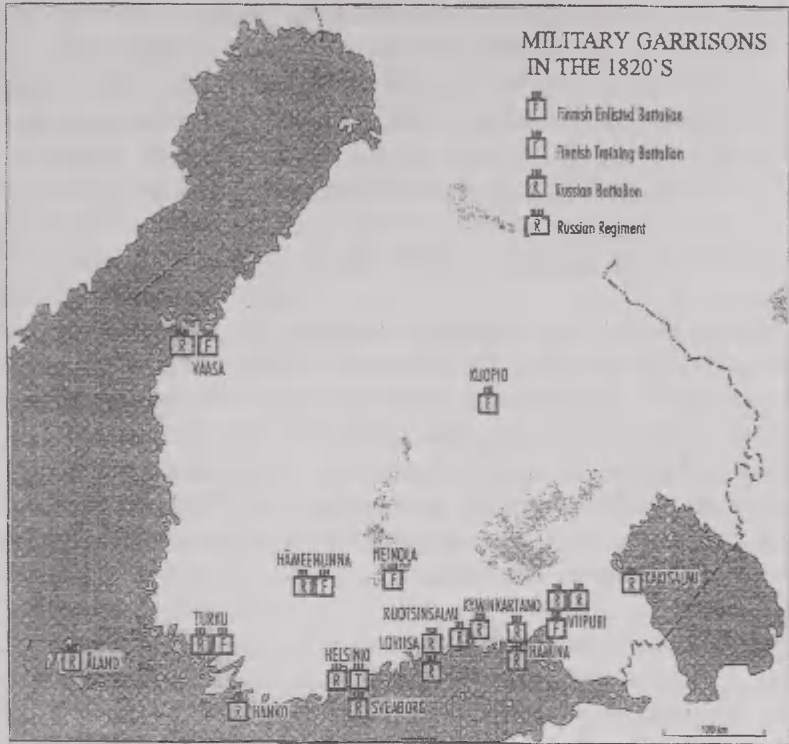 MILITARY GARRISONS
IN THE 1820`S
F Finnish Enlisted Battalion
T Finnish Training Battalion
R Russian Battalion
R Russian Regiment
R F
VAASA
KUOPIO
HÄMEENLINNA
R F
HEINOLA
F
KÄKISALMI
R
R R
F
VIIPURI
KYMINKARTANO
R
R
HAMINA
R
RUOTSINSALMI
R
LOVIISA
R
R
TURKU
R F
R ÅLAND
HELSINKI
R T
R SVEABORG
R HANKO
100 km